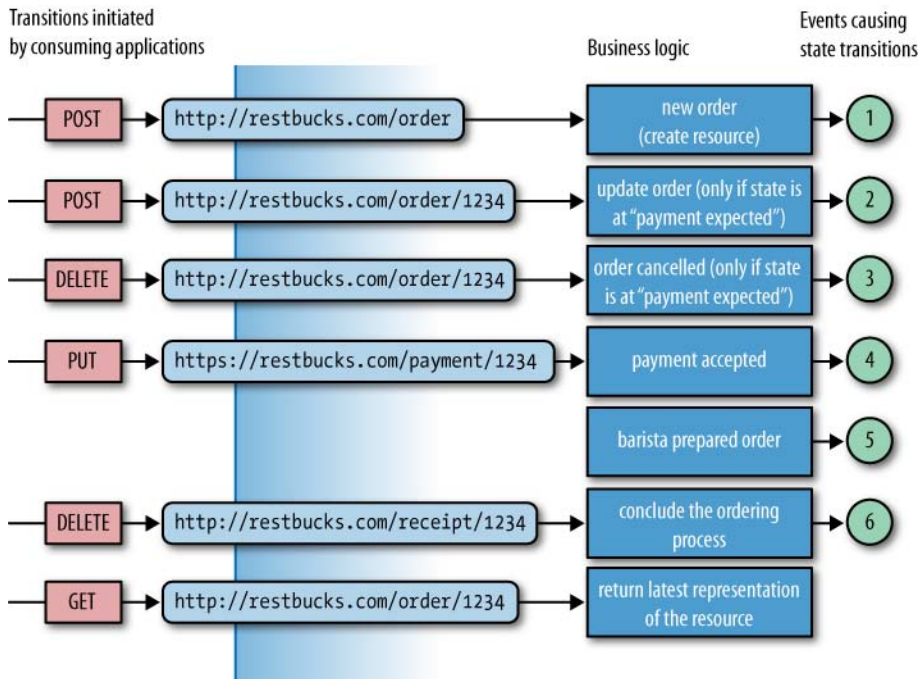 Transitions initiated
by consuming applications
Business logic
Events causing
state transitions
POST
http://restbucks.com/order
new order
(create resource)
1
POST
http://restbucks.com/order/1234
update order (only if state is
at “payment expected”)
2
DELETE
http://restbucks.com/order/1234
order cancelled (only if state
is at “payment expected”)
3
PUT
https://restbucks.com/payment/1234
payment accepted
4
barista prepared order
5
DELETE
http://restbucks.com/receipt/1234
conclude the ordering
process
6
GET
http://restbucks.com/order/1234
return latest representation
of the resource